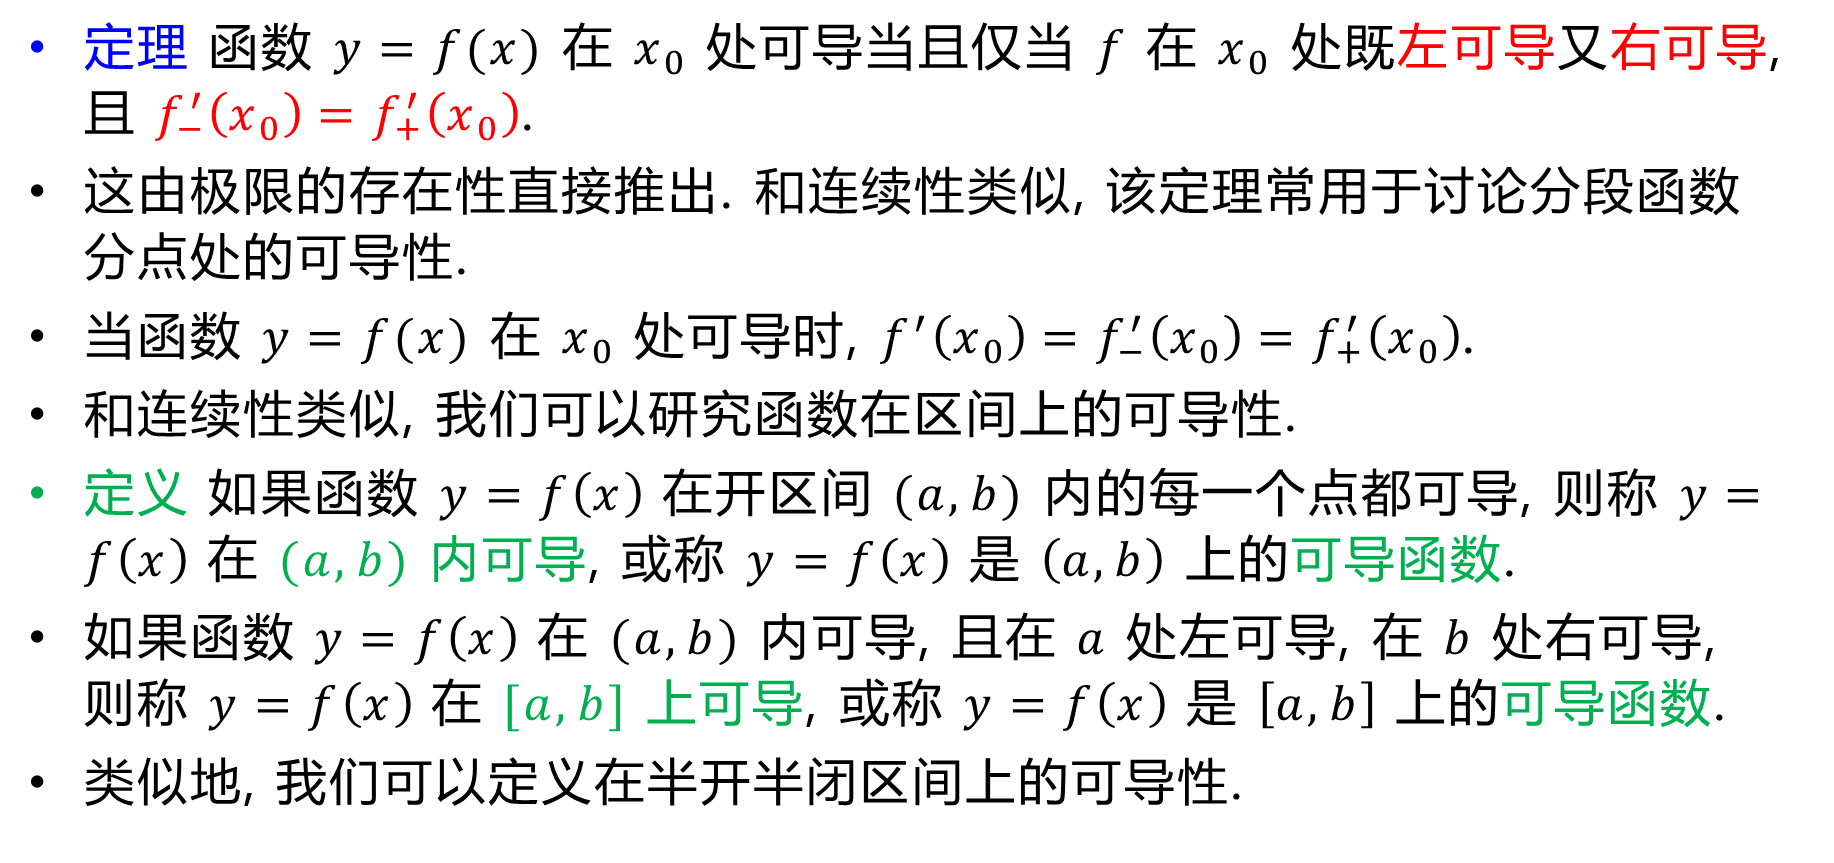 • 定理 函数 y = f(x) 在 x₀ 处可导当且仅当 f 在 x₀ 处既左可导又右可导,
且 f′₋(x₀) = f′₊(x₀).
• 这由极限的存在性直接推出. 和连续性类似, 该定理常用于讨论分段函数
分点处的可导性.
• 当函数 y = f(x) 在 x₀ 处可导时, f′(x₀) = f′₋(x₀) = f′₊(x₀).
• 和连续性类似, 我们可以研究函数在区间上的可导性.
• 定义 如果函数 y = f(x) 在开区间 (a, b) 内的每一个点都可导, 则称 y =
f(x) 在 (a, b) 内可导, 或称 y = f(x) 是 (a, b) 上的可导函数.
• 如果函数 y = f(x) 在 (a, b) 内可导, 且在 a 处左可导, 在 b 处右可导,
则称 y = f(x) 在 [a, b] 上可导, 或称 y = f(x) 是 [a, b] 上的可导函数.
• 类似地, 我们可以定义在半开半闭区间上的可导性.